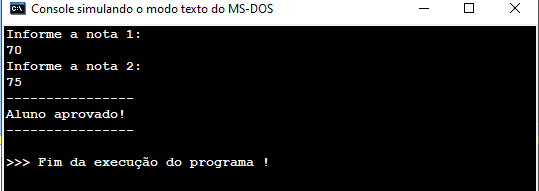 Console simulando o modo texto do MS-DOS
Informe a nota 1:
70
Informe a nota 2:
75
----------------
Aluno aprovado!
----------------
>>> Fim da execução do programa !